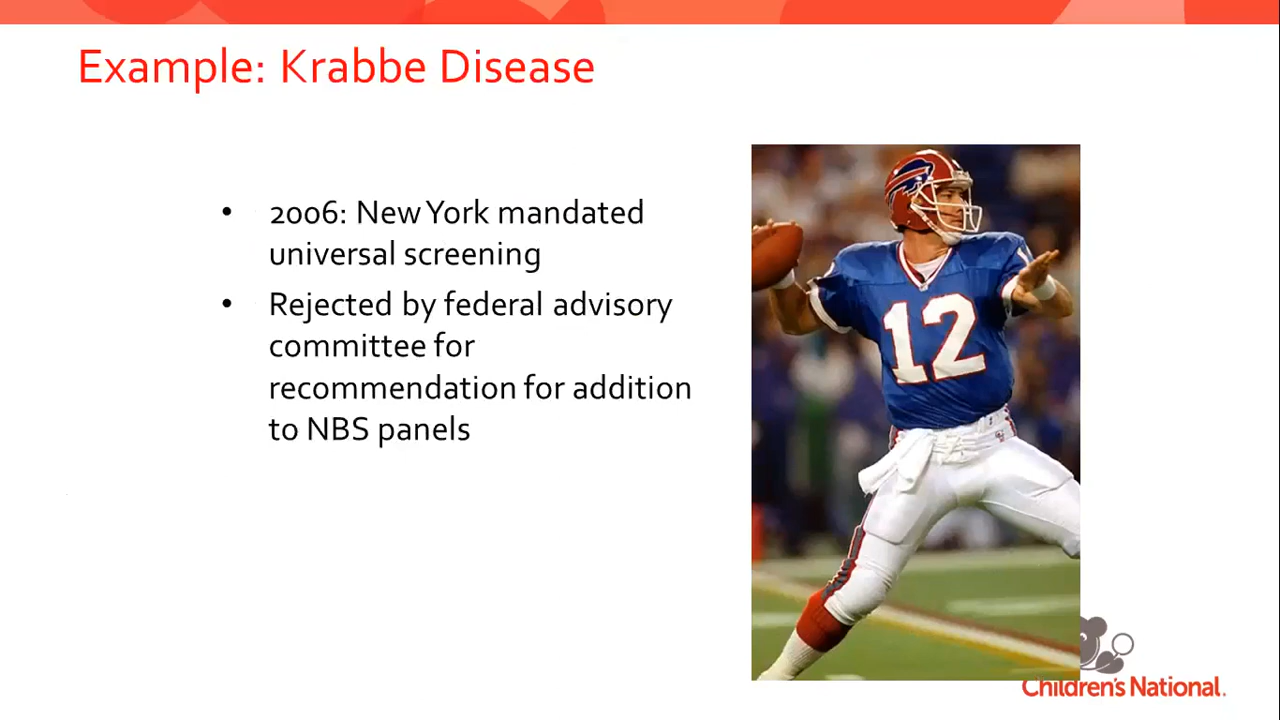 Example: Krabbe Disease
• 2006: New York mandated
universal screening
• Rejected by federal advisory
committee for
recommendation for addition
to NBS panels
12
Children's National.